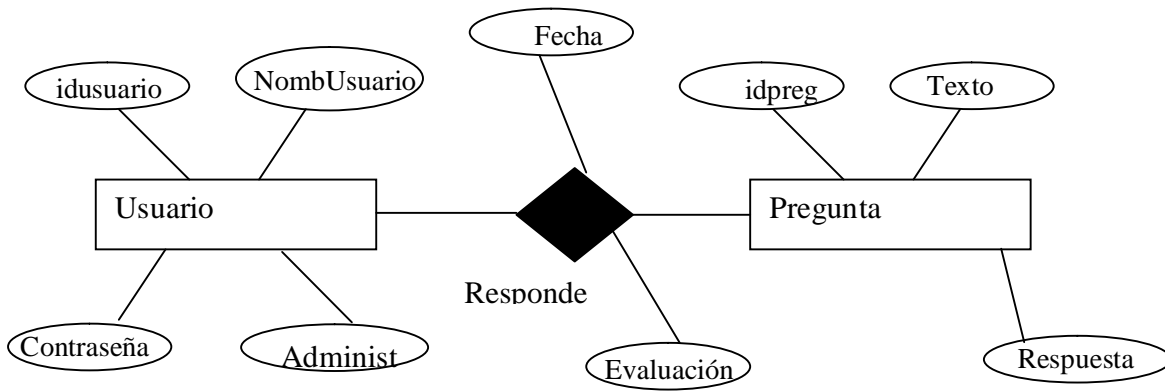 Fecha
idusuario
NombUsuario
idpreg
Texto
Usuario
Pregunta
Responde
Contraseña
Administ
Evaluación
Respuesta